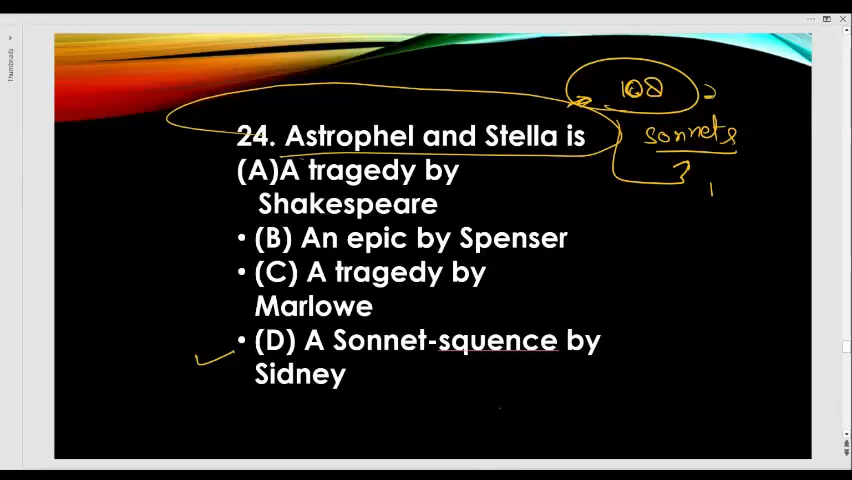 Thumbnails
108
24. Astrophel and Stella is
sonnets
(A)A tragedy by
Shakespeare
• (B) An epic by Spenser
• (C) A tragedy by
Marlowe
• (D) A Sonnet-squence by
Sidney